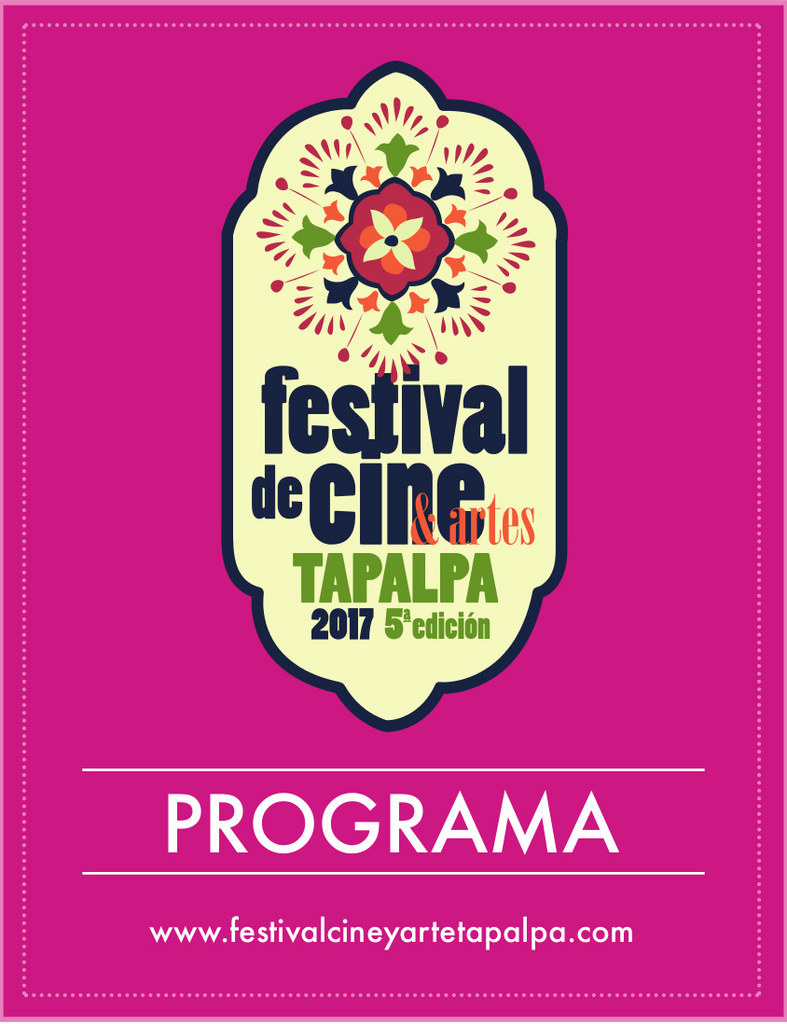 festival
de cine
& artes
TAPALPA
2017 5ª edición
PROGRAMA
www.festivalcineyartetapalpa.com